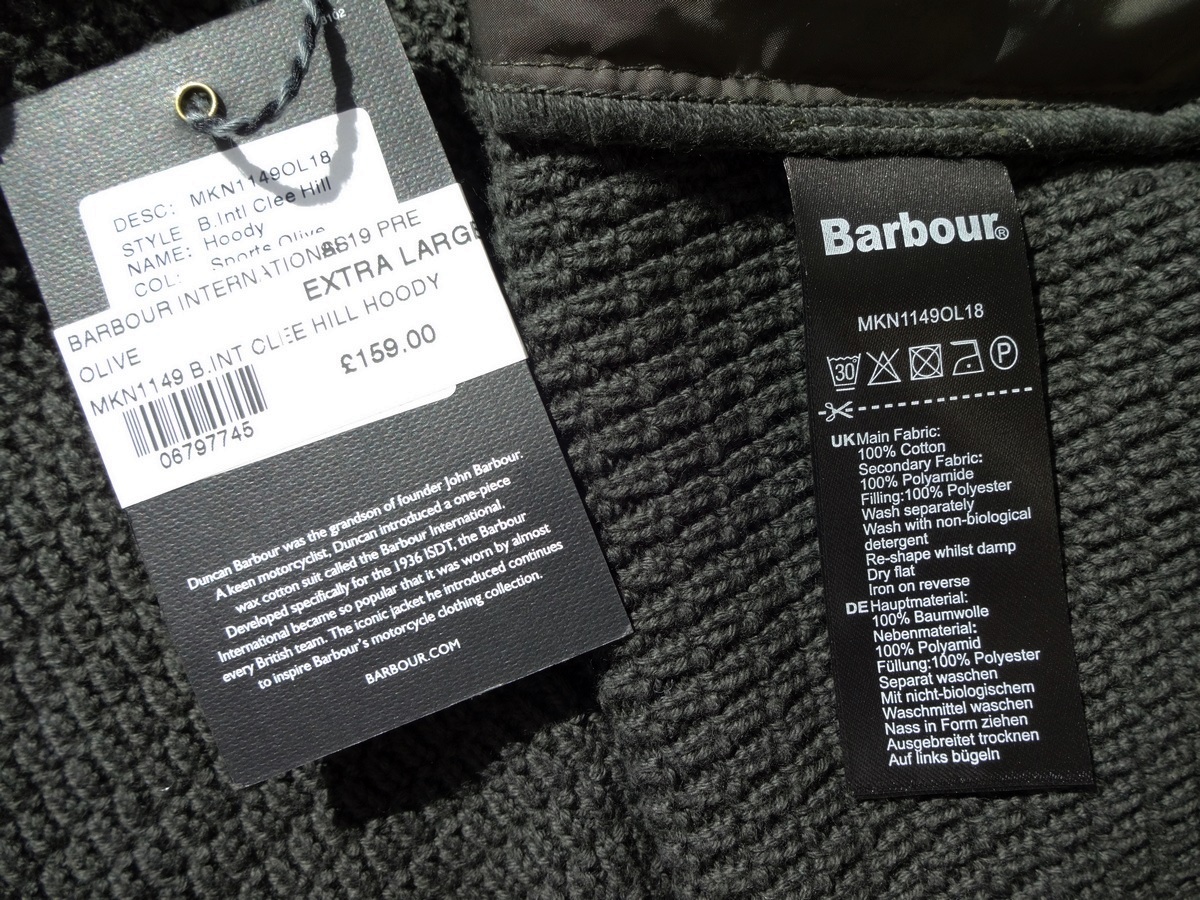 DESC: MKN1149OL18
STYLE B.Intl Clee Hill
NAME: Hoody
COL: Sports Olive
BARBOUR INTERNATIONAL SS19 PRE
OLIVE EXTRA LARGE
MKN1149 B.INT CLEE HILL HOODY
£159.00
06797745
Duncan Barbour was the grandson of founder John Barbour.
A keen motorcyclist, Duncan introduced a one-piece
wax cotton suit called the Barbour International.
Developed specifically for the 1936 ISDT, the Barbour
International became so popular that it was worn by almost
every British team. The iconic jacket he introduced continues
to inspire Barbour's motorcycle clothing collection.
BARBOUR.COM
Barbour®
MKN1149OL18
30 P
UK Main Fabric:
100% Cotton
Secondary Fabric:
100% Polyamide
Filling:100% Polyester
Wash separately
Wash with non-biological
detergent
Re-shape whilst damp
Dry flat
Iron on reverse
DE Hauptmaterial:
100% Baumwolle
Nebenmaterial:
100% Polyamid
Füllung:100% Polyester
Separat waschen
Mit nicht-biologischem
Waschmittel waschen
Nass in Form ziehen
Ausgebreitet trocknen
Auf links bügeln